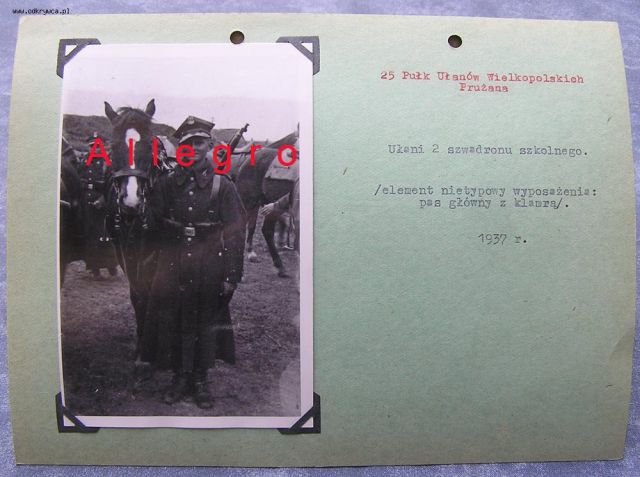 www.odkrywca.pl
25 Pułk Ułanów Wielkopolskich
Prużana
Allegro
Ułani 2 szwadronu szkolnego.
/element nietypowy wyposażenia:
pas główny z klamrą/.
1937 r.